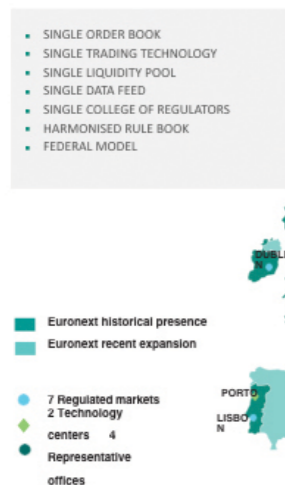 SINGLE ORDER BOOK
SINGLE TRADING TECHNOLOGY
SINGLE LIQUIDITY POOL
SINGLE DATA FEED
SINGLE COLLEGE OF REGULATORS
HARMONISED RULE BOOK
FEDERAL MODEL
DUBLI
N
Euronext historical presence
Euronext recent expansion
PORTO
LISBO
N
7 Regulated markets
2 Technology
centers 4
Representative
offices